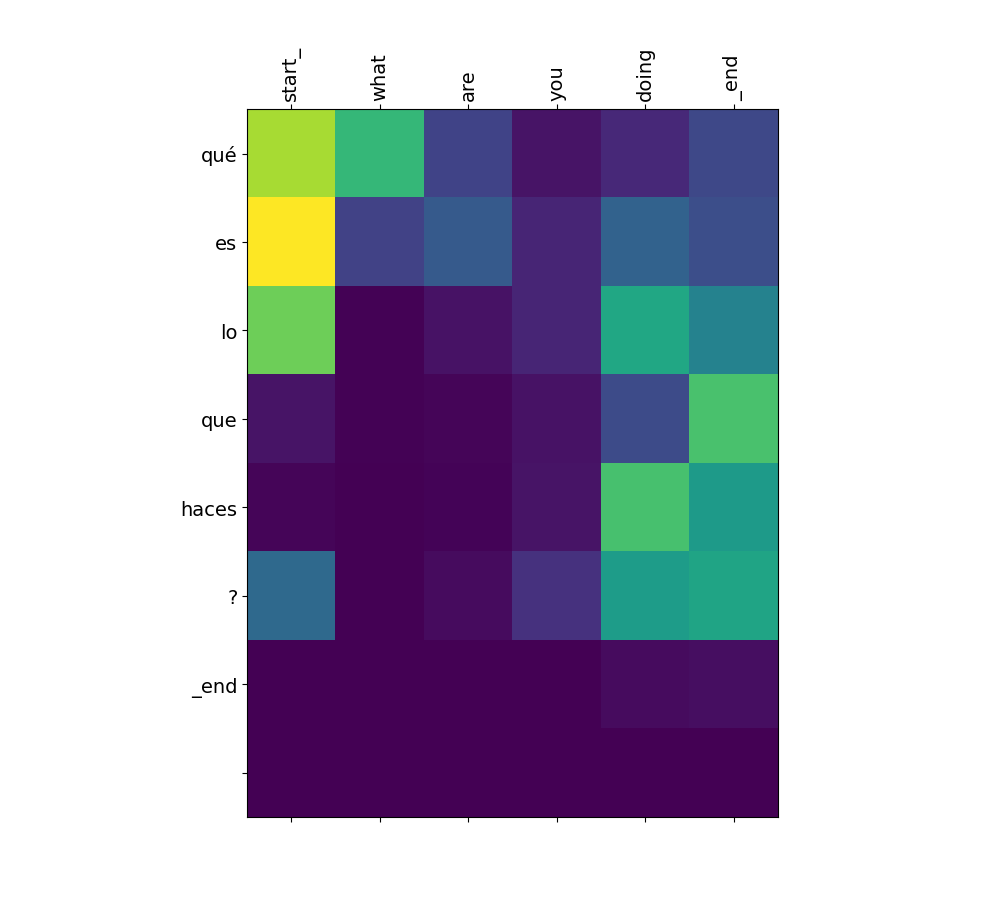 start_ what are you doing _end
qué
es
lo
que
haces
?
_end